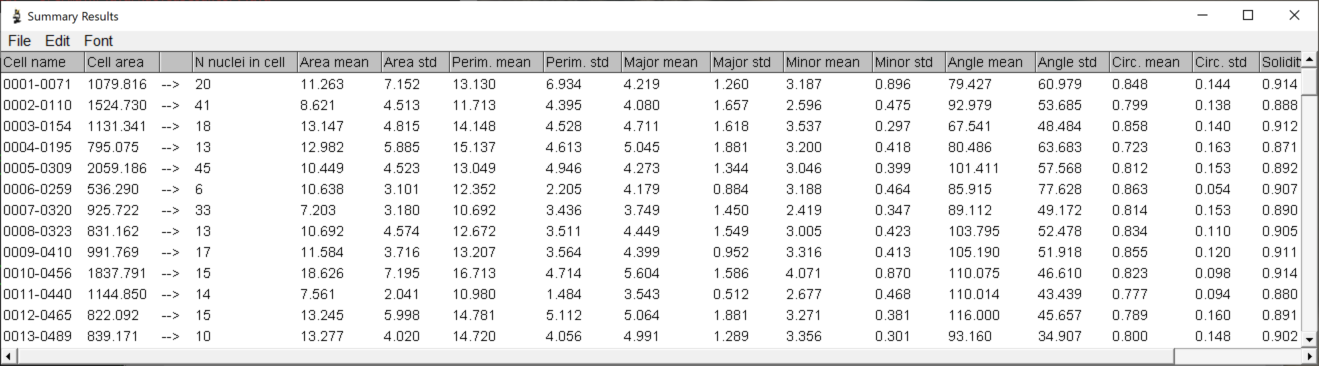 Summary Results
File Edit Font
Cell name Cell area N nuclei in cell Area mean Area std Perim. mean Perim. std Major mean Major std Minor mean Minor std Angle mean Angle std Circ. mean Circ. std Solidit
0001-0071 1079.816 --> 20 11.263 7.152 13.130 6.934 4.219 1.260 3.187 0.896 79.427 60.979 0.848 0.144 0.914
0002-0110 1524.730 --> 41 8.621 4.513 11.713 4.395 4.080 1.657 2.596 0.475 92.979 53.685 0.799 0.138 0.888
0003-0154 1131.341 --> 18 13.147 4.815 14.148 4.528 4.711 1.618 3.537 0.297 67.541 48.484 0.858 0.140 0.912
0004-0195 795.075 --> 13 12.982 5.885 15.137 4.613 5.045 1.881 3.200 0.418 80.486 63.683 0.723 0.163 0.871
0005-0309 2059.186 --> 45 10.449 4.523 13.049 4.946 4.273 1.344 3.046 0.399 101.411 57.568 0.812 0.153 0.892
0006-0259 536.290 --> 6 10.638 3.101 12.352 2.205 4.179 0.884 3.188 0.464 85.915 77.628 0.863 0.054 0.907
0007-0320 925.722 --> 33 7.203 3.180 10.692 3.436 3.749 1.450 2.419 0.347 89.112 49.172 0.814 0.153 0.890
0008-0323 831.162 --> 13 10.692 4.574 12.672 3.511 4.449 1.549 3.005 0.423 103.795 52.478 0.834 0.110 0.905
0009-0410 991.769 --> 17 11.584 3.716 13.207 3.564 4.399 0.952 3.316 0.413 105.190 51.918 0.855 0.120 0.911
0010-0456 1837.791 --> 15 18.626 7.195 16.713 4.714 5.604 1.586 4.071 0.870 110.075 46.610 0.823 0.098 0.914
0011-0440 1144.850 --> 14 7.561 2.041 10.980 1.484 3.543 0.512 2.677 0.468 110.014 43.439 0.777 0.094 0.880
0012-0465 822.092 --> 15 13.245 5.998 14.781 5.112 5.064 1.881 3.271 0.381 116.000 45.657 0.789 0.160 0.891
0013-0489 839.171 --> 10 13.277 4.020 14.720 4.056 4.991 1.289 3.356 0.301 93.160 34.907 0.800 0.148 0.902